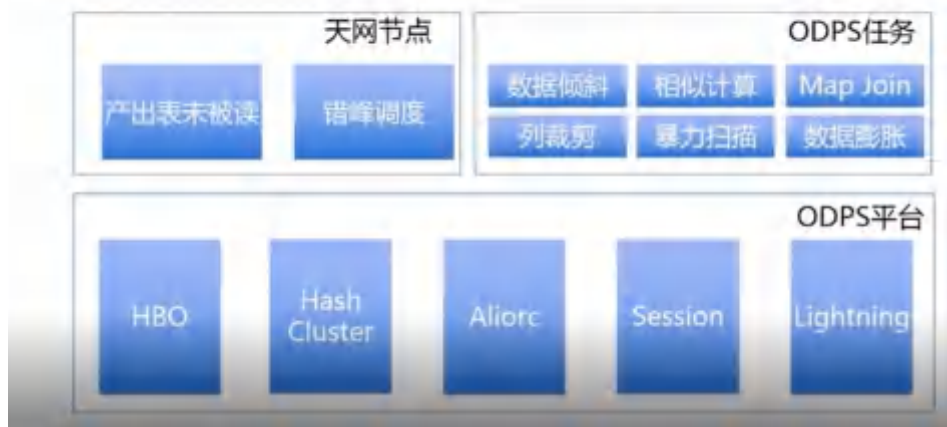 天网节点
产出表未被读
错峰调度
ODPS任务
数据倾斜
相似计算
Map Join
列裁剪
暴力扫描
数据膨胀
ODPS平台
HBO
Hash
Cluster
Aliorc
Session
Lightning